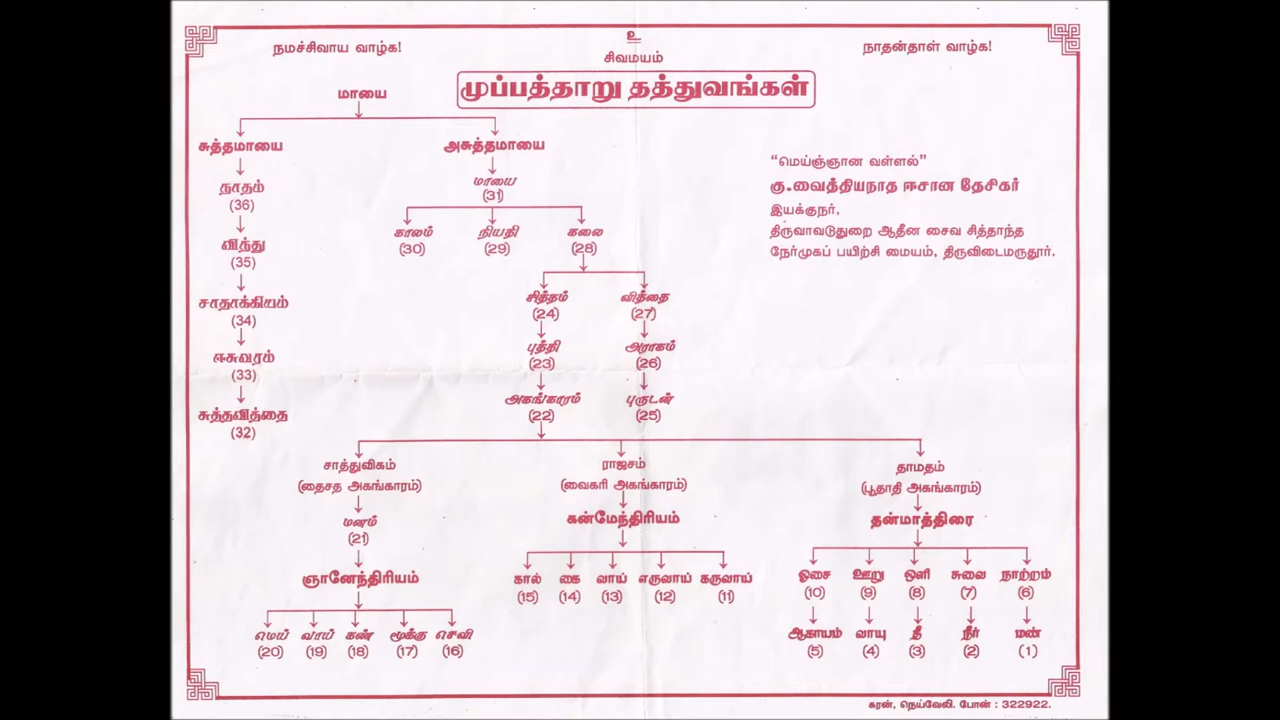 நமச்சிவாய வாழ்க!
உ
நாதன்தாள் வாழ்க!
சிவமயம்
முப்பத்தாறு தத்துவங்கள்
மாயை
சுத்தமாயை
அசுத்தமாயை
“மெய்ஞ்ஞான வள்ளல்”
கு.வைத்தியநாத ஈசான தேசிகர்
இயக்குநர்,
திருவாவடுதுறை ஆதீன சைவ சித்தாந்த
நேர்முகப் பயிற்சி மையம், திருவிடைமருதூர்.
நாதம்
(36)
விந்து
(35)
சாதாக்கியம்
(34)
ஈசுவரம்
(33)
சுத்தவித்தை
(32)
மாயை
(31)
காலம் நியதி கலை
(30) (29) (28)
சித்தம் வித்தை
(24) (27)
புத்தி அராகம்
(23) (26)
அகங்காரம் புருடன்
(22) (25)
சாத்துவிகம் ராஜசம் தாமதம்
(தைசத அகங்காரம்) (வைகரி அகங்காரம்) (பூதாதி அகங்காரம்)
மனம்
(21)
கன்மேந்திரியம் தன்மாத்திரை
ஞானேந்திரியம்
கால் கை வாய் எருவாய் கருவாய்
(15) (14) (13) (12) (11)
ஓசை ஊறு ஒளி சுவை நாற்றம்
(10) (9) (8) (7) (6)
மெய் வாய் கண் மூக்கு செவி
(20) (19) (18) (17) (16)
ஆகாயம் வாயு தீ நீர் மண்
(5) (4) (3) (2) (1)
கரன், நெய்வேலி. போன் : 322922.